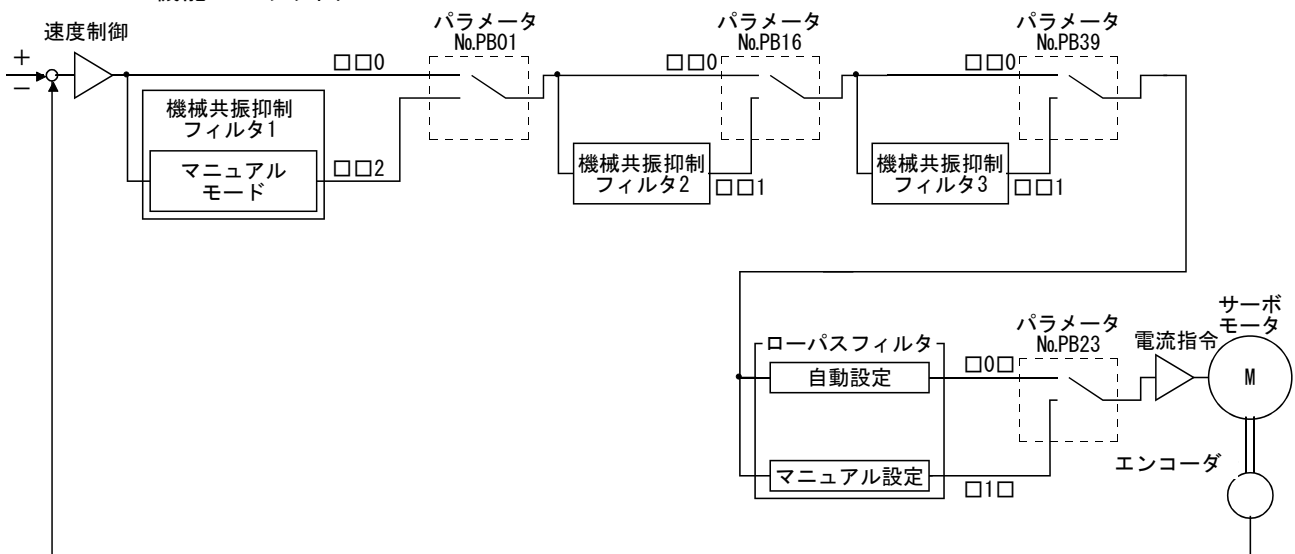 速度制御
+
−
パラメータ
No.PB01
パラメータ
No.PB16
パラメータ
No.PB39
□□0
□□0
□□0
機械共振抑制
フィルタ1
マニュアル
モード
□□2
機械共振抑制
フィルタ2
□□1
機械共振抑制
フィルタ3
□□1
ローパスフィルタ
自動設定
□0□
マニュアル設定
□1□
パラメータ
No.PB23
電流指令
サーボ
モータ
M
エンコーダ